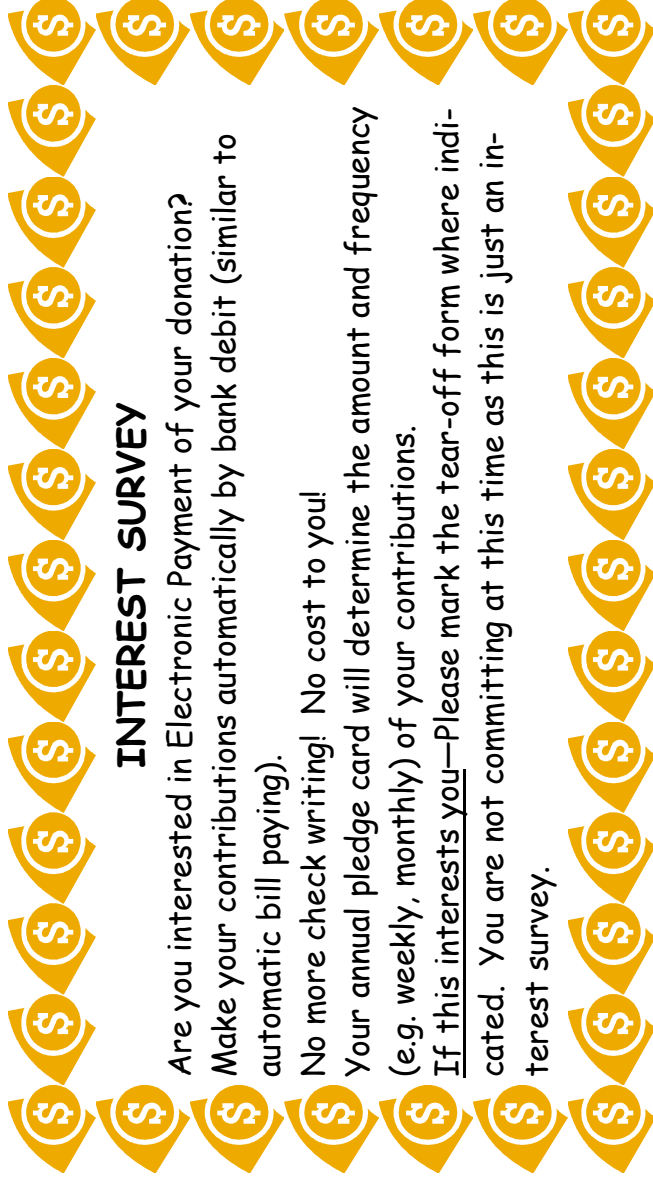 INTEREST SURVEY
Are you interested in Electronic Payment of your donation?
Make your contributions automatically by bank debit (similar to
automatic bill paying).
No more check writing!  No cost to you!
Your annual pledge card will determine the amount and frequency
(e.g. weekly, monthly) of your contributions.
If this interests you—Please mark the tear-off form where indi-
cated.  You are not committing at this time as this is just an in-
terest survey.